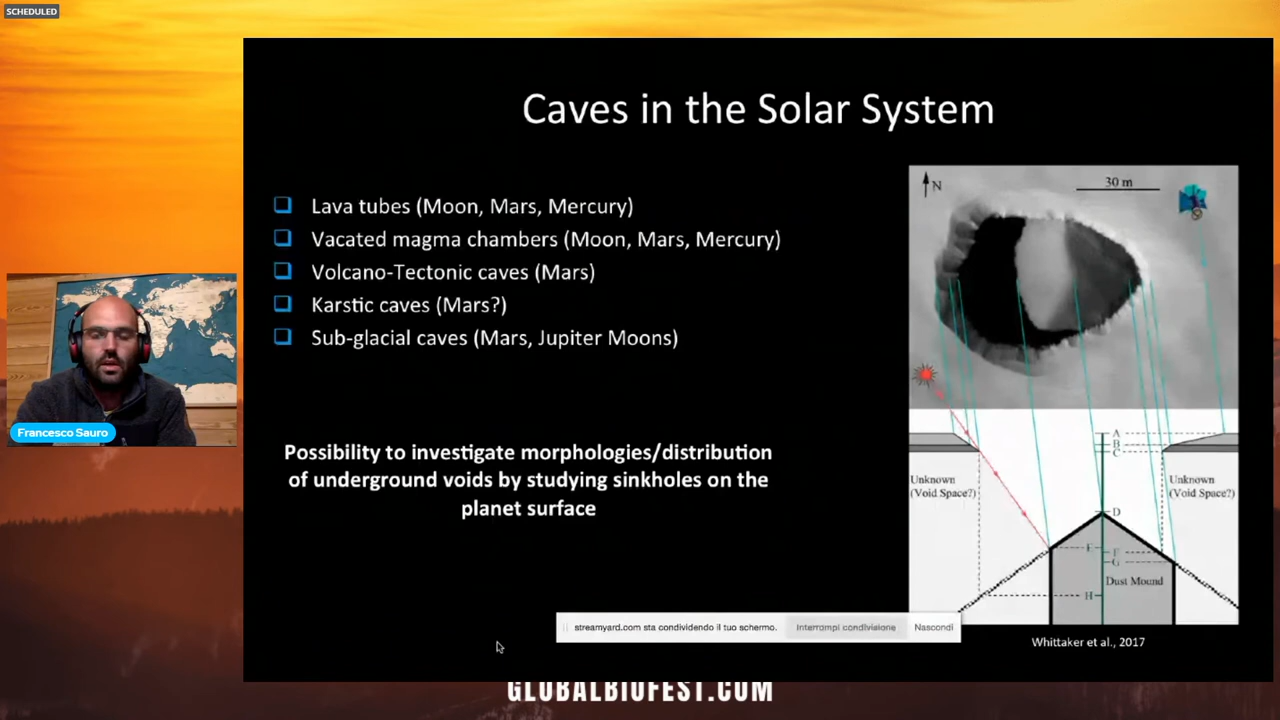 SCHEDULED
Caves in the Solar System
Lava tubes (Moon, Mars, Mercury)
Vacated magma chambers (Moon, Mars, Mercury)
Volcano-Tectonic caves (Mars)
Karstic caves (Mars?)
Sub-glacial caves (Mars, Jupiter Moons)
Possibility to investigate morphologies/distribution
of underground voids by studying sinkholes on the
planet surface
N
30 m
A
B
C
Unknown
(Void Space?)
Unknown
(Void Space?)
D
E
F
G
Dust Mound
H
Whittaker et al., 2017
Francesco Sauro
streamyard.com sta condividendo il tuo schermo.
Interrompi condivisione
Nascondi
GLOBALBIOFEST.COM